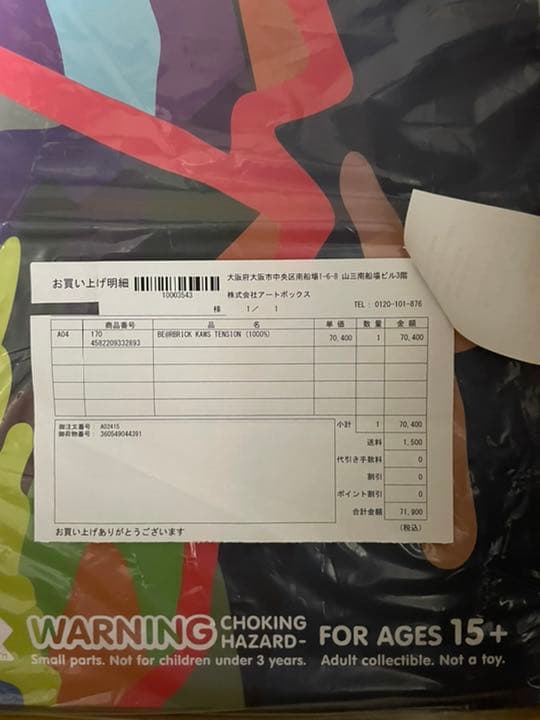 お買い上げ明細
10003543
大阪府大阪市中央区南船場1-6-8 山三南船場ビル3階
株式会社アートボックス
様 1/ 1
TEL: 0120-101-876
商品番号 品 名 単価 数量 金額
A04 170 BE@RBRICK KAWS TENSION (1000%) 70,400 1 70,400
4582209332893
御注文番号: A02415
御荷物番号: 360549044391
小計 1 70,400
送料 1,500
代引き手数料 0
割引 0
ポイント割引 0
合計金額 71,900
(税込)
お買い上げありがとうございます
WARNING CHOKING HAZARD- FOR AGES 15+
Small parts. Not for children under 3 years. Adult collectible. Not a toy.